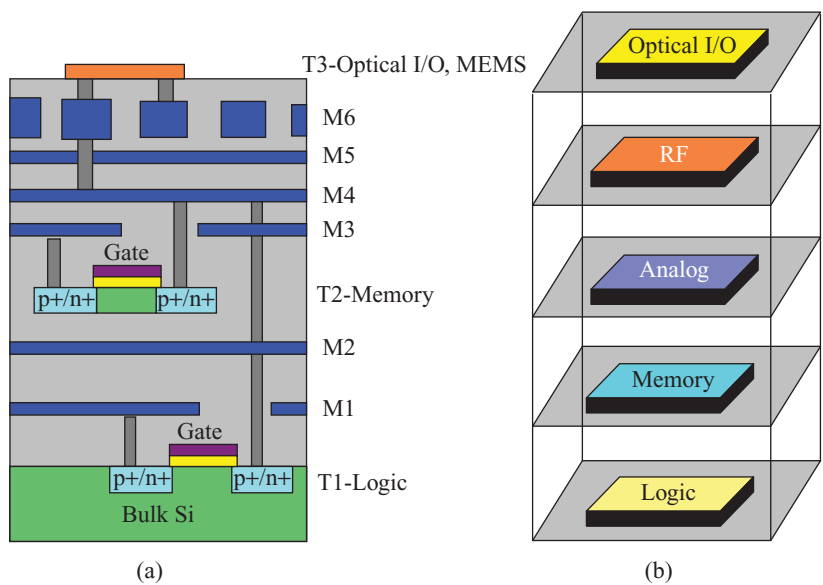 T3-Optical I/O, MEMS
M6
M5
M4
M3
Gate
p+/n+ p+/n+
T2-Memory
M2
M1
Gate
p+/n+ p+/n+
T1-Logic
Bulk Si
(a)
Optical I/O
RF
Analog
Memory
Logic
(b)